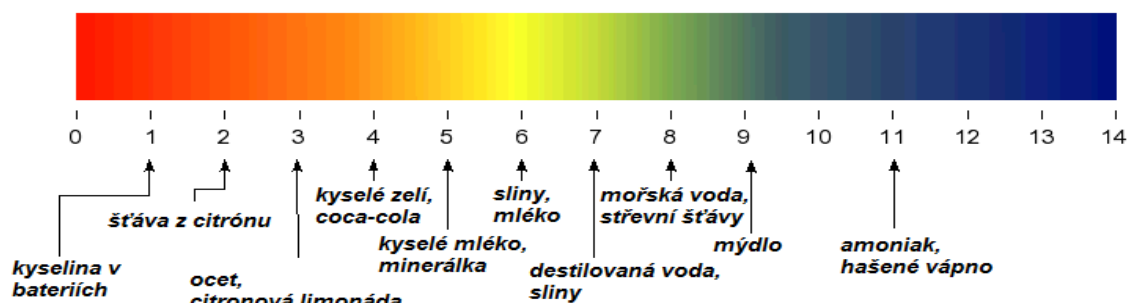 0 1 2 3 4 5 6 7 8 9 10 11 12 13 14
kyselina v
bateriích
šťáva z citrónu
ocet,
citronová limonáda
kyselé zelí,
coca-cola
kyselé mléko,
minerálka
sliny,
mléko
destilovaná voda,
sliny
mořská voda,
střevní šťávy
mýdlo
amoniak,
hašené vápno